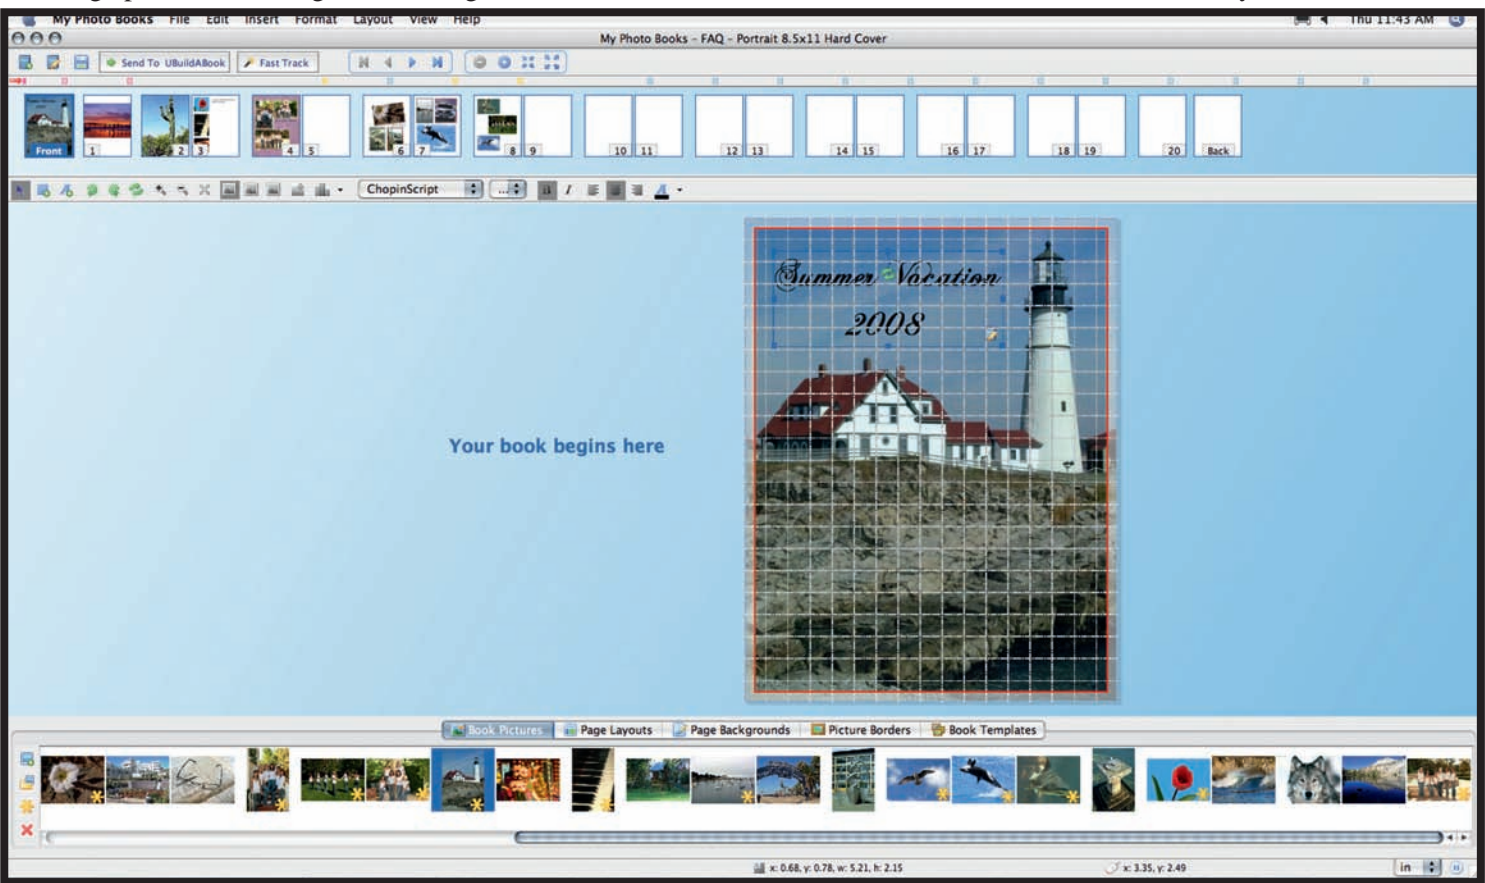 My Photo Books File Edit Insert Format Layout View Help Thu 11:43 AM
My Photo Books – FAQ – Portrait 8.5x11 Hard Cover
Send To UBuildABook Fast Track
Front 1 2 3 4 5 6 7 8 9 10 11 12 13 14 15 16 17 18 19 20 Back
ChopinScript ... B I A
Summer Vacation
2008
Your book begins here
Book Pictures Page Layouts Page Backgrounds Picture Borders Book Templates
x: 0.68, y: 0.78, w: 5.21, h: 2.15 x: 3.35, y: 2.49 in